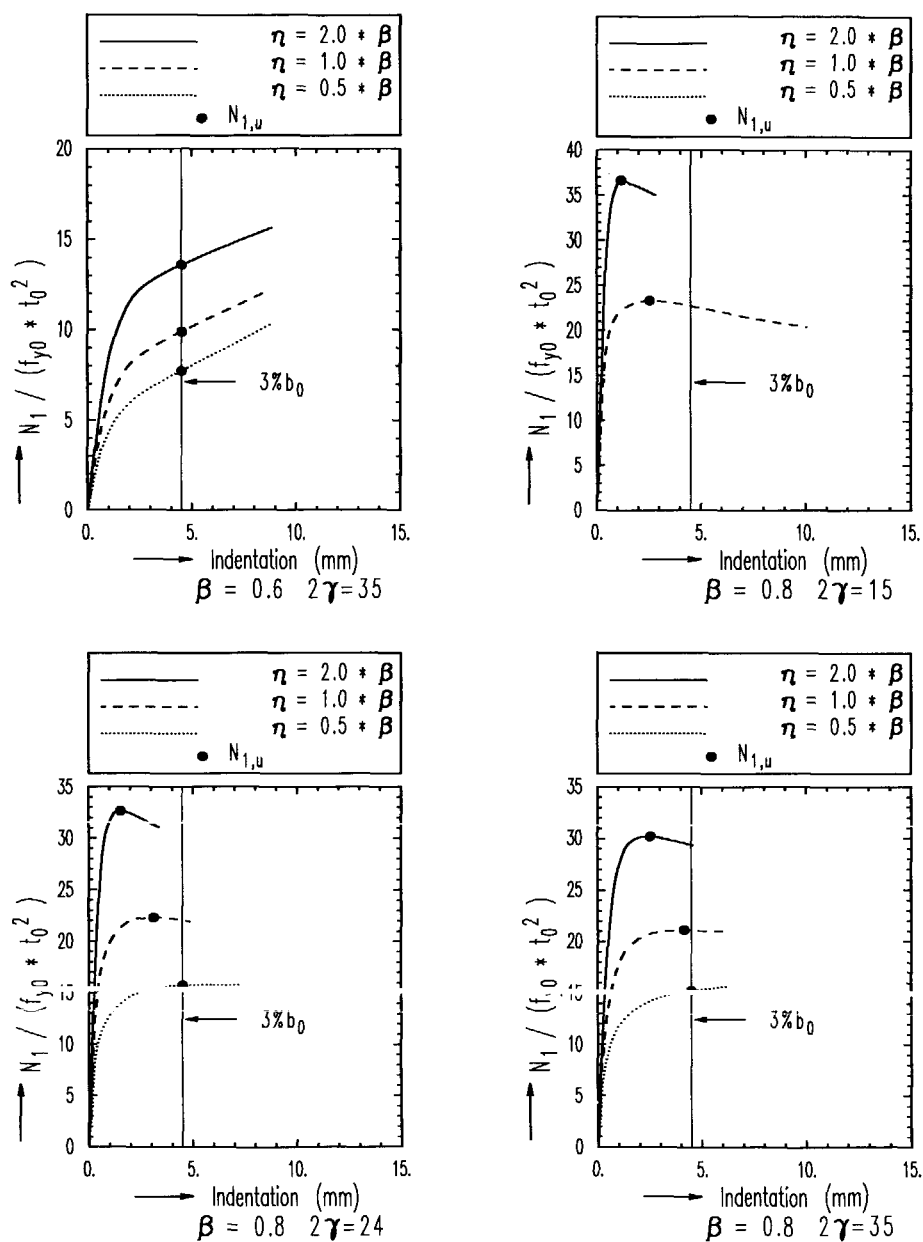 η = 2.0 * β
η = 1.0 * β
η = 0.5 * β
N1,u
20
15
10
5
0
N1 / (fy0 * t0²)
3%b0
0. 5. 10. 15.
Indentation (mm)
β = 0.6 2γ=35
η = 2.0 * β
η = 1.0 * β
η = 0.5 * β
N1,u
40
35
30
25
20
15
10
5
0
N1 / (fy0 * t0²)
3%b0
0. 5. 10. 15.
Indentation (mm)
β = 0.8 2γ=15
η = 2.0 * β
η = 1.0 * β
η = 0.5 * β
N1,u
35
30
25
20
15
10
5
0
N1 / (fy0 * t0²)
3%b0
0. 5. 10. 15.
Indentation (mm)
β = 0.8 2γ=24
η = 2.0 * β
η = 1.0 * β
η = 0.5 * β
N1,u
35
30
25
20
15
10
5
0
N1 / (fy0 * t0²)
3%b0
0. 5. 10. 15.
Indentation (mm)
β = 0.8 2γ=35